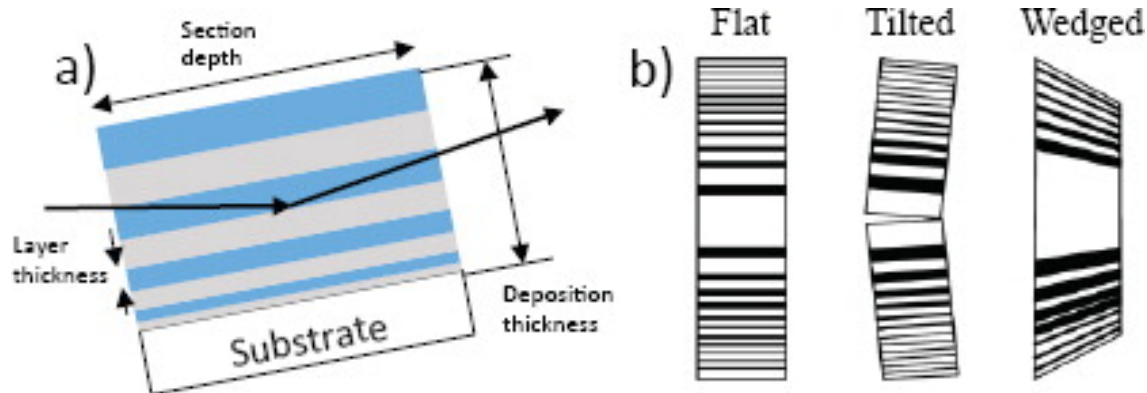 a)
Section
depth
Layer
thickness
Deposition
thickness
Substrate
b)
Flat
Tilted
Wedged